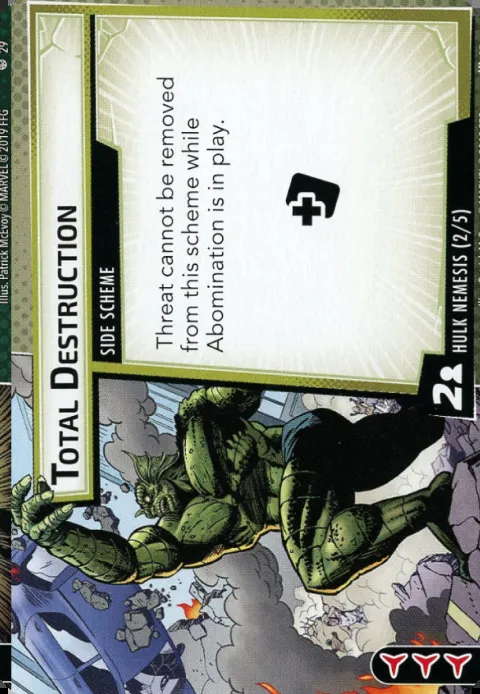 TOTAL DESTRUCTION
SIDE SCHEME
Threat cannot be removed
from this scheme while
Abomination is in play.
2
HULK NEMESIS (2/5)
Illus. Patrick McEvoy © MARVEL © 2019 FFG
29